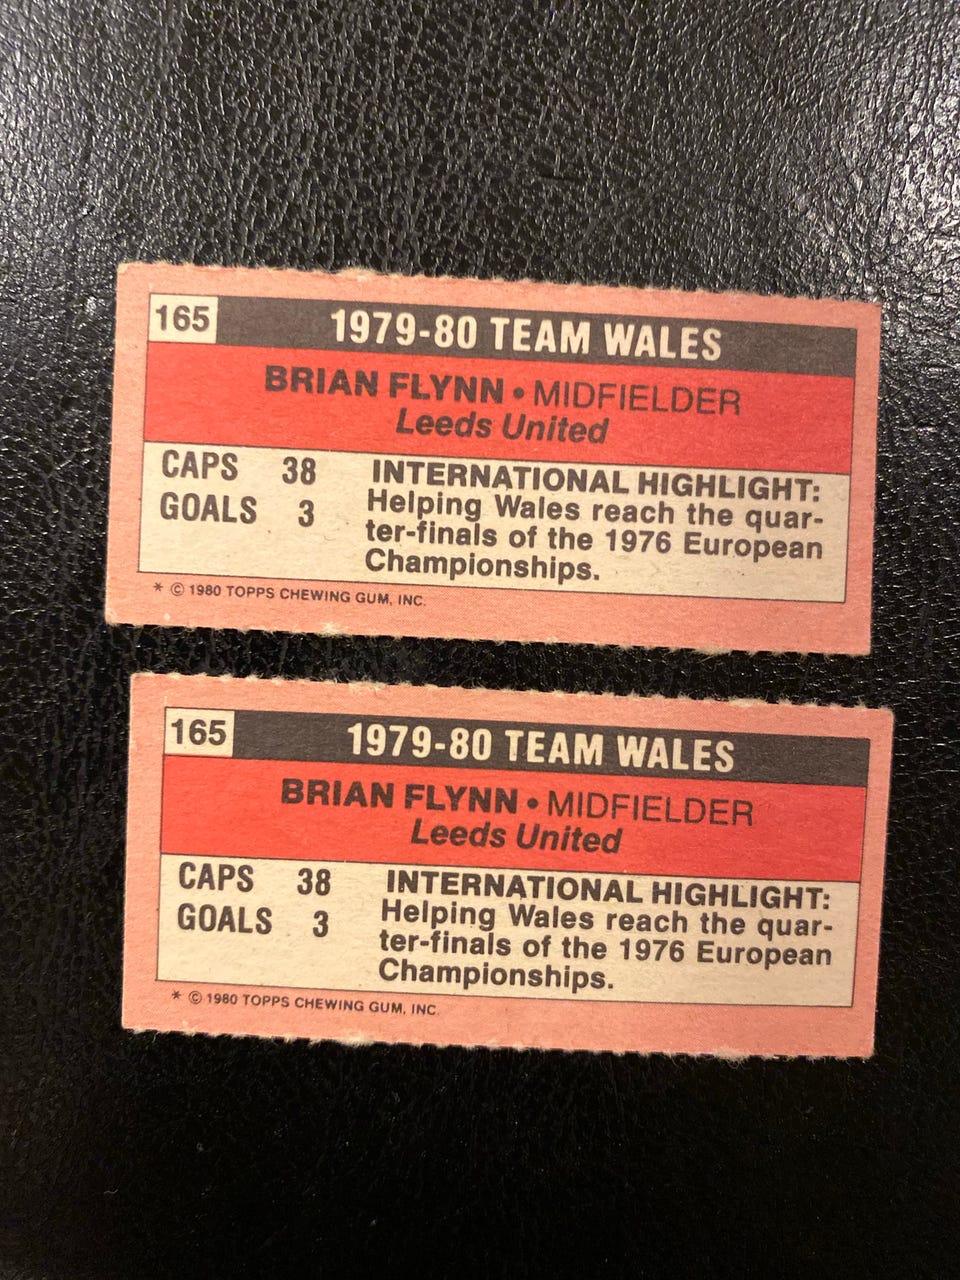 165 1979-80 TEAM WALES
BRIAN FLYNN • MIDFIELDER
Leeds United
CAPS 38
GOALS 3
INTERNATIONAL HIGHLIGHT:
Helping Wales reach the quar-
ter-finals of the 1976 European
Championships.
* © 1980 TOPPS CHEWING GUM, INC.
165 1979-80 TEAM WALES
BRIAN FLYNN • MIDFIELDER
Leeds United
CAPS 38
GOALS 3
INTERNATIONAL HIGHLIGHT:
Helping Wales reach the quar-
ter-finals of the 1976 European
Championships.
* © 1980 TOPPS CHEWING GUM, INC.